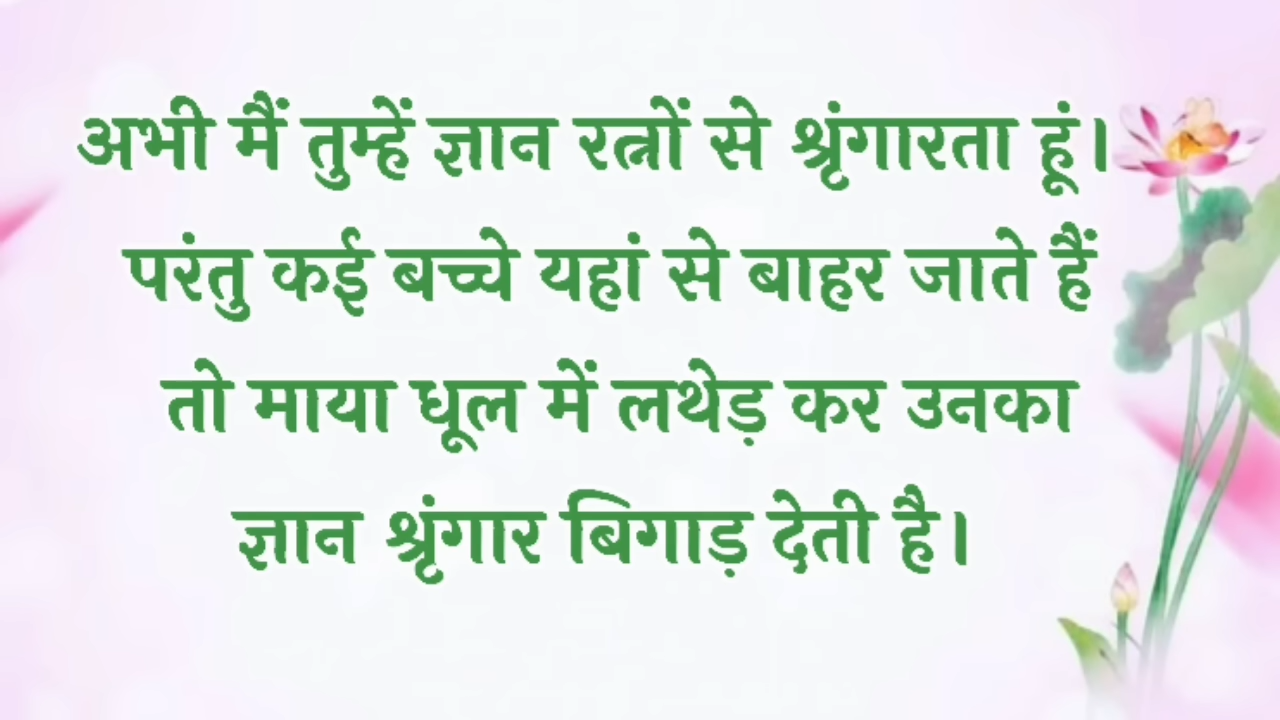 अभी मैं तुम्हें ज्ञान रत्नों से श्रृंगारता हूं।
परंतु कई बच्चे यहां से बाहर जाते हैं
तो माया धूल में लथेड़ कर उनका
ज्ञान श्रृंगार बिगाड़ देती है।